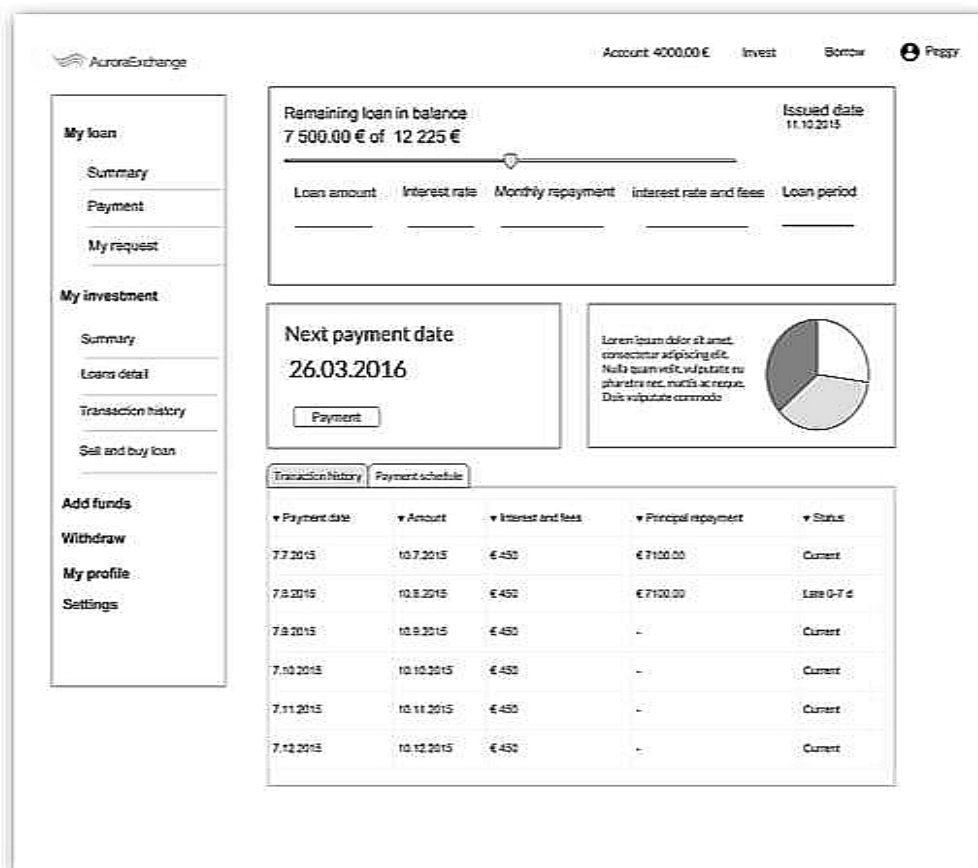 AuroraExchange
Account 4000.00 € Invest Borrow Peggy
My loan
Summary
Payment
My request
My investment
Summary
Loans detail
Transaction history
Sell and buy loan
Add funds
Withdraw
My profile
Settings
Remaining loan in balance
7 500.00 € of 12 225 €
Issued date
11.10.2015
Loan amount Interest rate Monthly repayment interest rate and fees Loan period
Next payment date
26.03.2016
Payment
Lorem ipsum dolor sit amet,
consectetur adipiscing elit.
Nulla quam velit, vulputate eu
pharetra nec, mattis ac neque.
Duis vulputate commodo
Transaction history Payment schedule
Payment date Amount Interest and fees Principal repayment Status
7.7.2015 10.7.2015 € 450 € 7100.00 Current
7.8.2015 10.8.2015 € 450 € 7100.00 Late 0-7 d
7.9.2015 10.9.2015 € 450 - Current
7.10.2015 10.10.2015 € 450 - Current
7.11.2015 10.11.2015 € 450 - Current
7.12.2015 10.12.2015 € 450 - Current